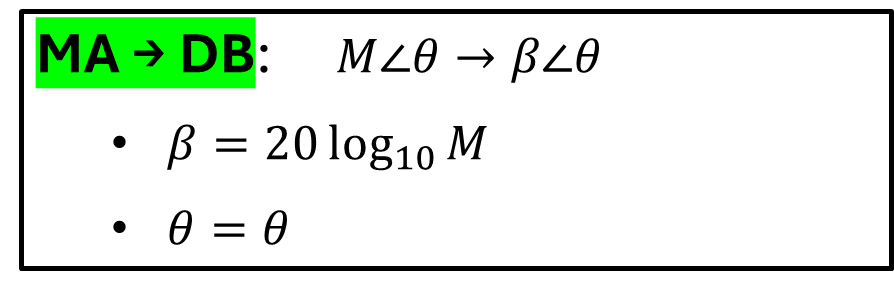 MA → DB: M∠θ → β∠θ
• β = 20 log₁₀ M
• θ = θ